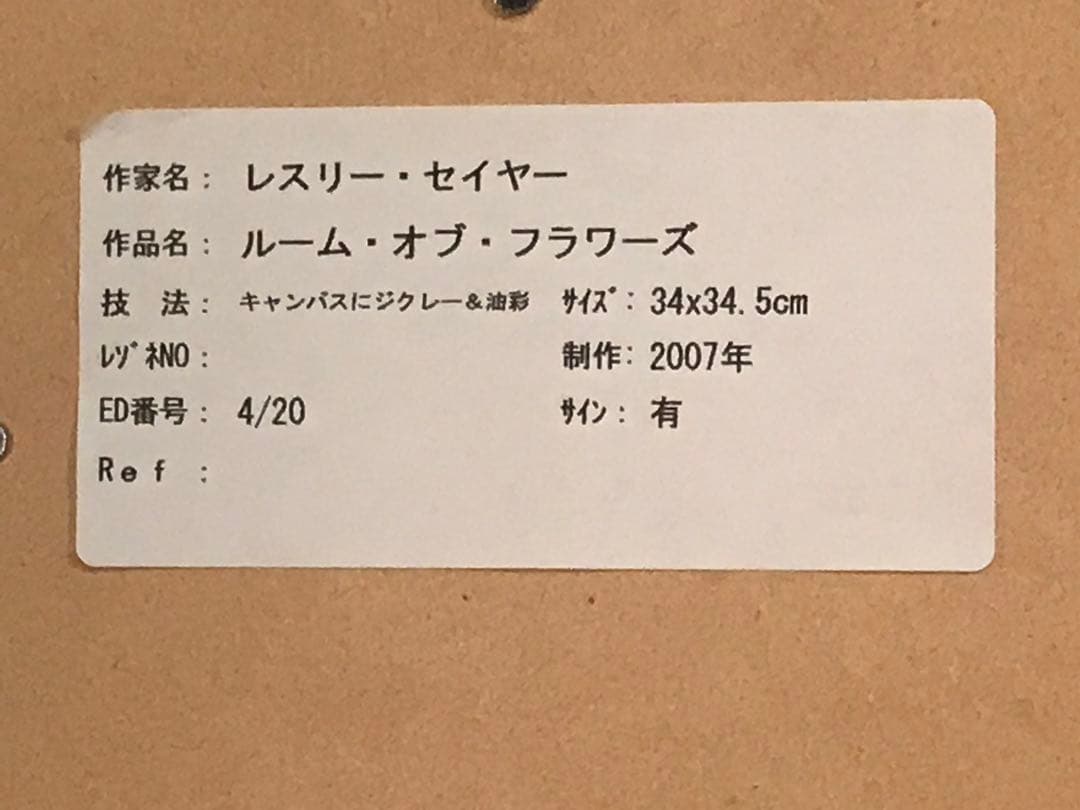 作家名： レスリー・セイヤー
作品名： ルーム・オブ・フラワーズ
技　法： キャンバスにジクレー＆油彩 ｻｲｽﾞ： 34x34.5cm
ﾚｿﾞﾈNO： 制作： 2007年
ED番号： 4/20 ｻｲﾝ： 有
Ｒｅｆ ：